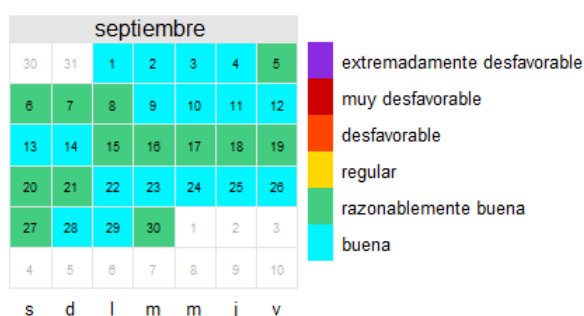 septiembre
30 31 1 2 3 4 5
6 7 8 9 10 11 12
13 14 15 16 17 18 19
20 21 22 23 24 25 26
27 28 29 30 1 2 3
4 5 6 7 8 9 10
s d l m m j v
extremadamente desfavorable
muy desfavorable
desfavorable
regular
razonablemente buena
buena